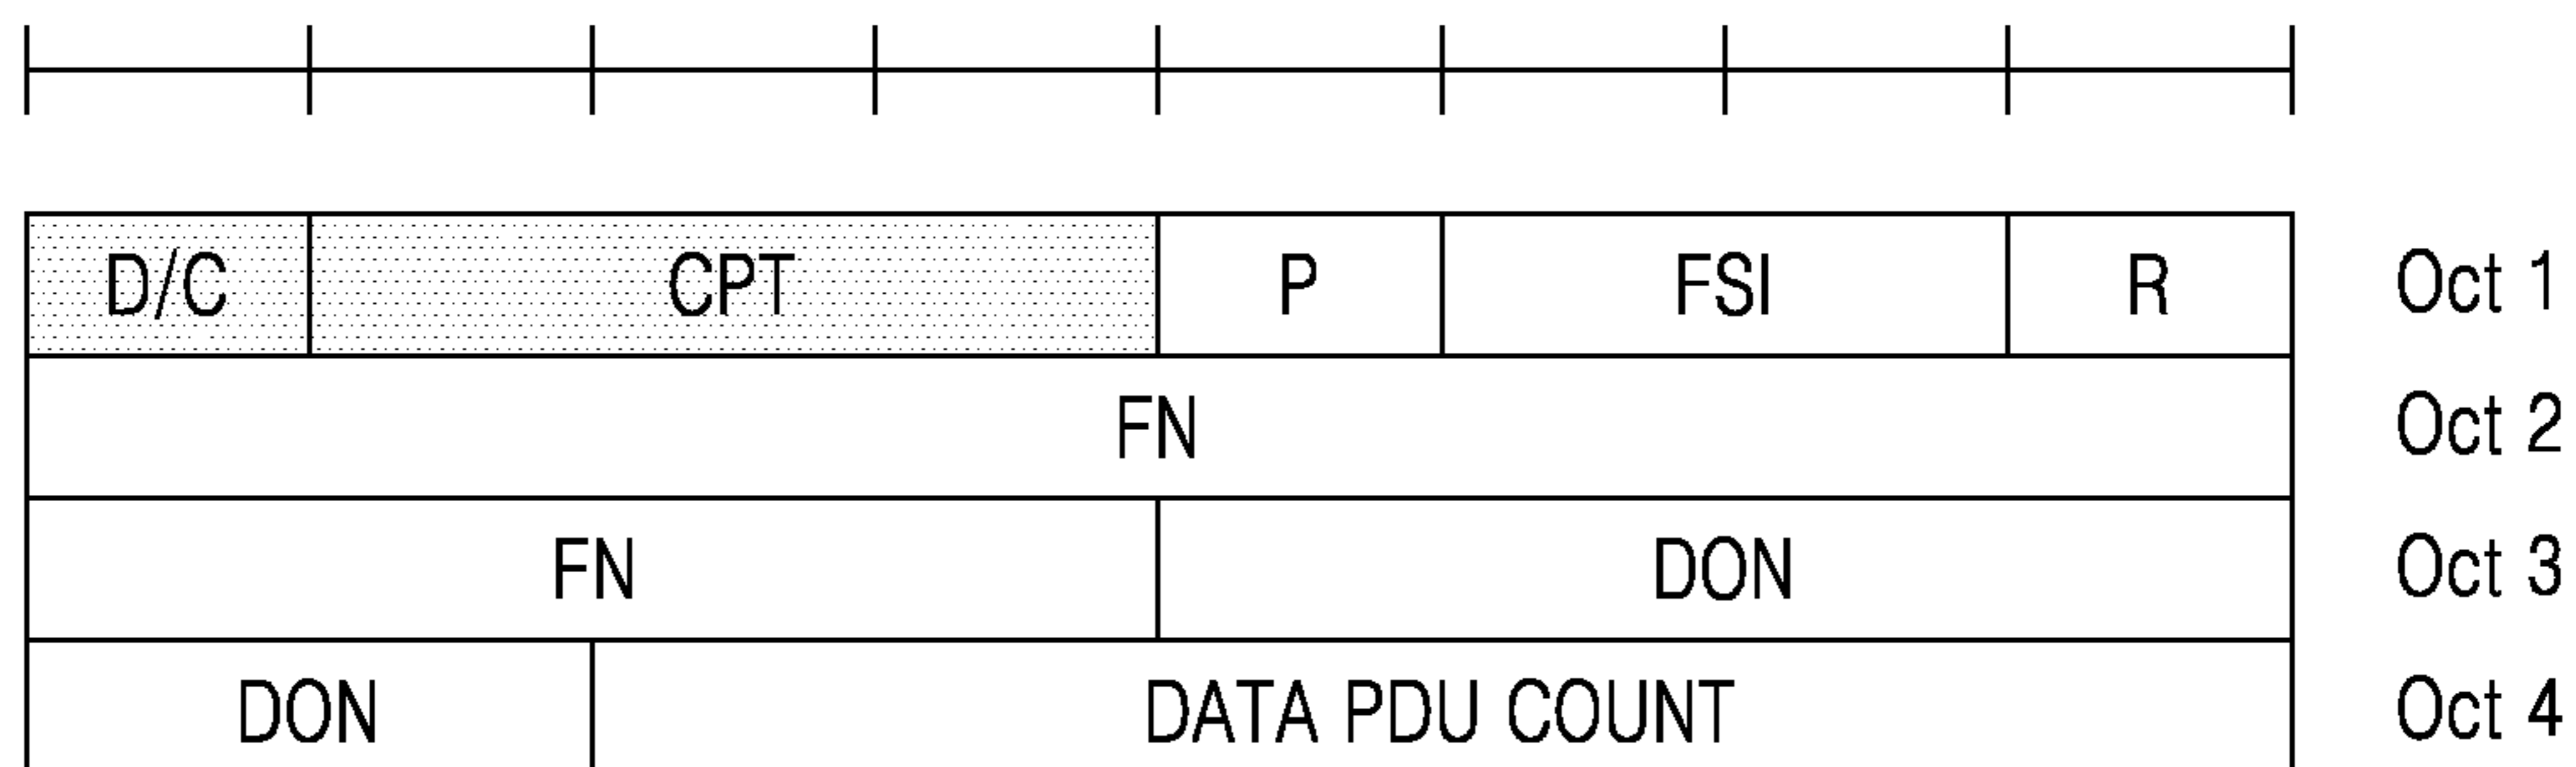 D/C CPT P FSI R Oct 1
FN Oct 2
FN DON Oct 3
DON DATA PDU COUNT Oct 4